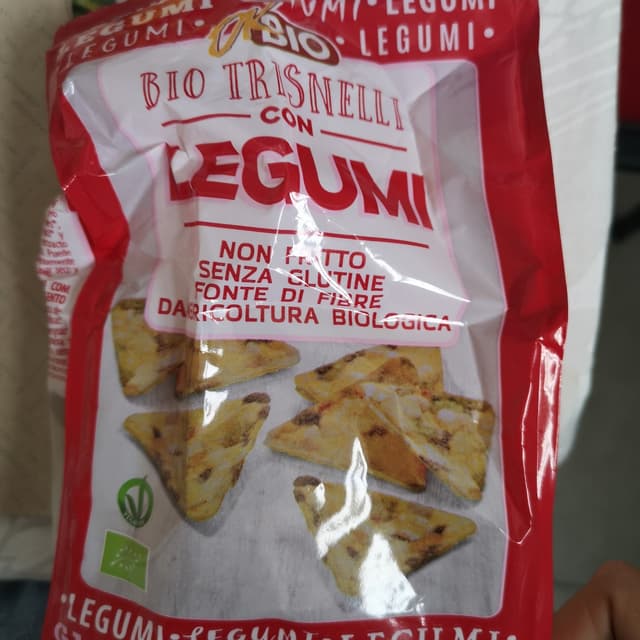 LEGUMI LEGUMI
LEGUMI • • LEGUMI •
BIO
BIO TRISNELLI
CON
LEGUMI
NON FRITTO
SENZA GLUTINE
FONTE DI FIBRE
DA AGRICOLTURA BIOLOGICA
• LEGUMI • LEGUMI • LEGUMI